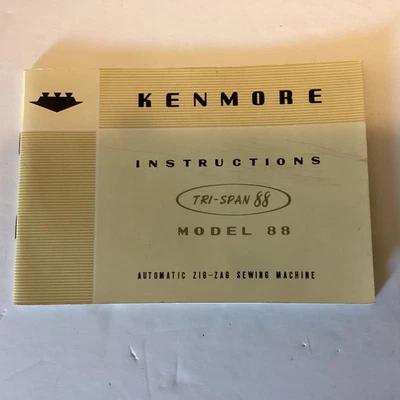 KENMORE
INSTRUCTIONS
TRI-SPAN 88
MODEL 88
AUTOMATIC ZIG-ZAG SEWING MACHINE